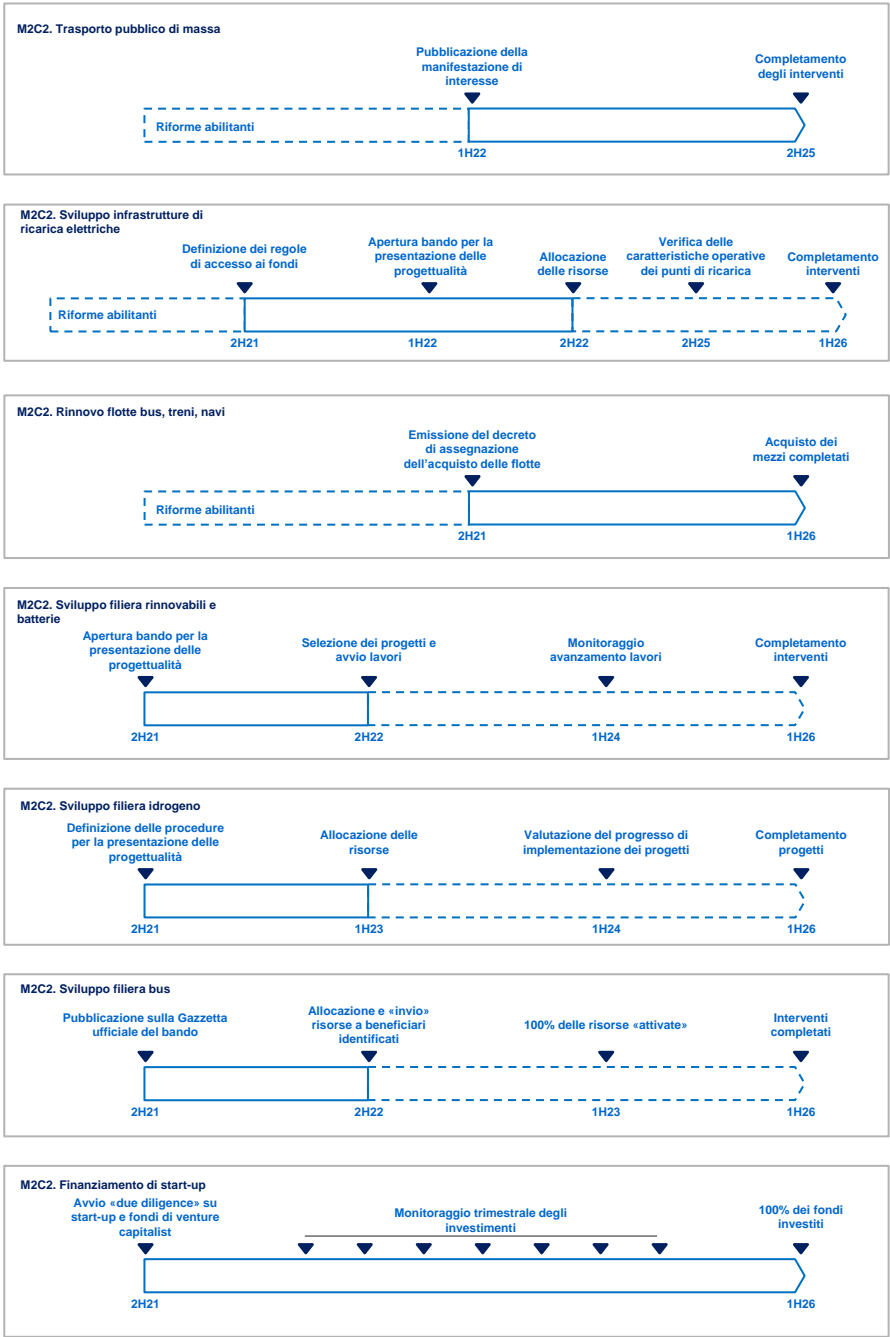 M2C2. Trasporto pubblico di massa
Pubblicazione della
manifestazione di
interesse
Completamento
degli interventi
Riforme abilitanti
1H22
2H25
M2C2. Sviluppo infrastrutture di
ricarica elettriche
Definizione dei regole
di accesso ai fondi
Apertura bando per la
presentazione delle
progettualità
Allocazione
delle risorse
Verifica delle
caratteristiche operative
dei punti di ricarica
Completamento
interventi
Riforme abilitanti
2H21
1H22
2H22
2H25
1H26
M2C2. Rinnovo flotte bus, treni, navi
Emissione del decreto
di assegnazione
dell'acquisto delle flotte
Acquisto dei
mezzi completati
Riforme abilitanti
2H21
1H26
M2C2. Sviluppo filiera rinnovabili e
batterie
Apertura bando per la
presentazione delle
progettualità
Selezione dei progetti e
avvio lavori
Monitoraggio
avanzamento lavori
Completamento
interventi
2H21
2H22
1H24
1H26
M2C2. Sviluppo filiera idrogeno
Definizione delle procedure
per la presentazione delle
progettualità
Allocazione delle
risorse
Valutazione del progresso di
implementazione dei progetti
Completamento
progetti
2H21
1H23
1H24
1H26
M2C2. Sviluppo filiera bus
Pubblicazione sulla Gazzetta
ufficiale del bando
Allocazione e «invio»
risorse a beneficiari
identificati
100% delle risorse «attivate»
Interventi
completati
2H21
2H22
1H23
1H26
M2C2. Finanziamento di start-up
Avvio «due diligence» su
start-up e fondi di venture
capitalist
Monitoraggio trimestrale degli
investimenti
100% dei fondi
investiti
2H21
1H26